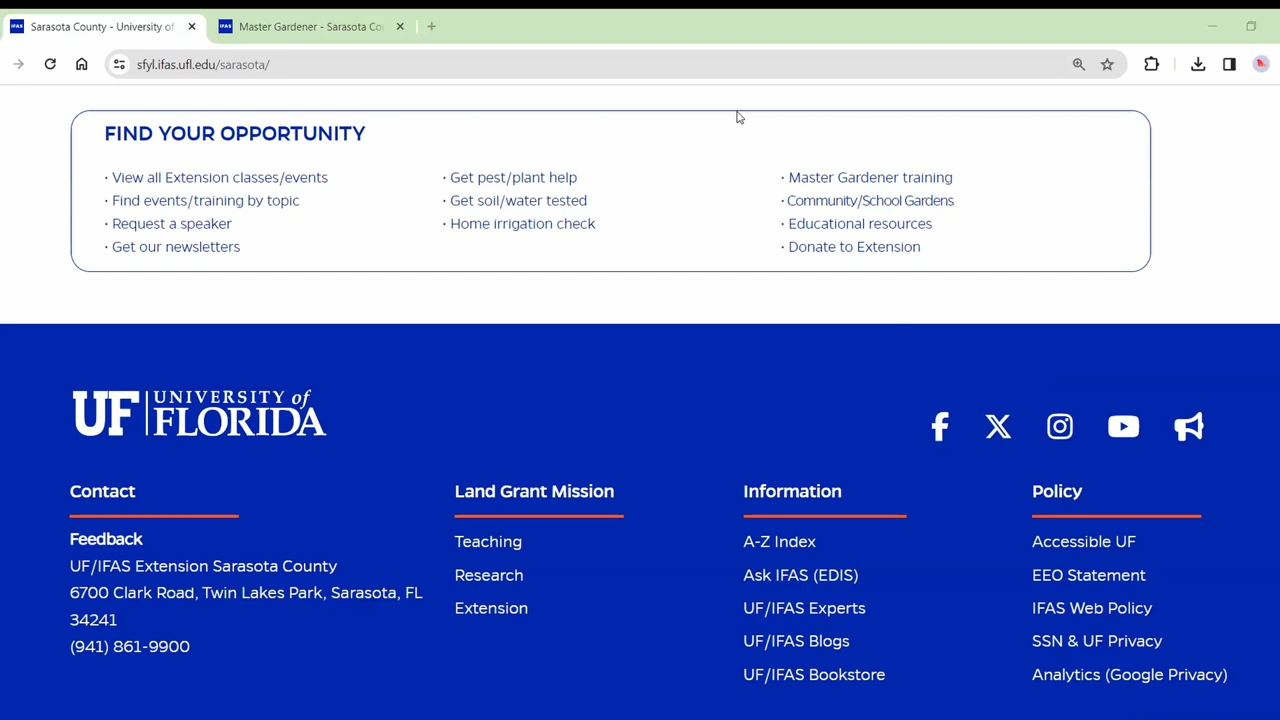 Sarasota County - University of
Master Gardener - Sarasota Co
sfyl.ifas.ufl.edu/sarasota/
FIND YOUR OPPORTUNITY
· View all Extension classes/events
· Find events/training by topic
· Request a speaker
· Get our newsletters
· Get pest/plant help
· Get soil/water tested
· Home irrigation check
· Master Gardener training
· Community/School Gardens
· Educational resources
· Donate to Extension
UF UNIVERSITY of
FLORIDA
Contact
Feedback
UF/IFAS Extension Sarasota County
6700 Clark Road, Twin Lakes Park, Sarasota, FL
34241
(941) 861-9900
Land Grant Mission
Teaching
Research
Extension
Information
A-Z Index
Ask IFAS (EDIS)
UF/IFAS Experts
UF/IFAS Blogs
UF/IFAS Bookstore
Policy
Accessible UF
EEO Statement
IFAS Web Policy
SSN & UF Privacy
Analytics (Google Privacy)